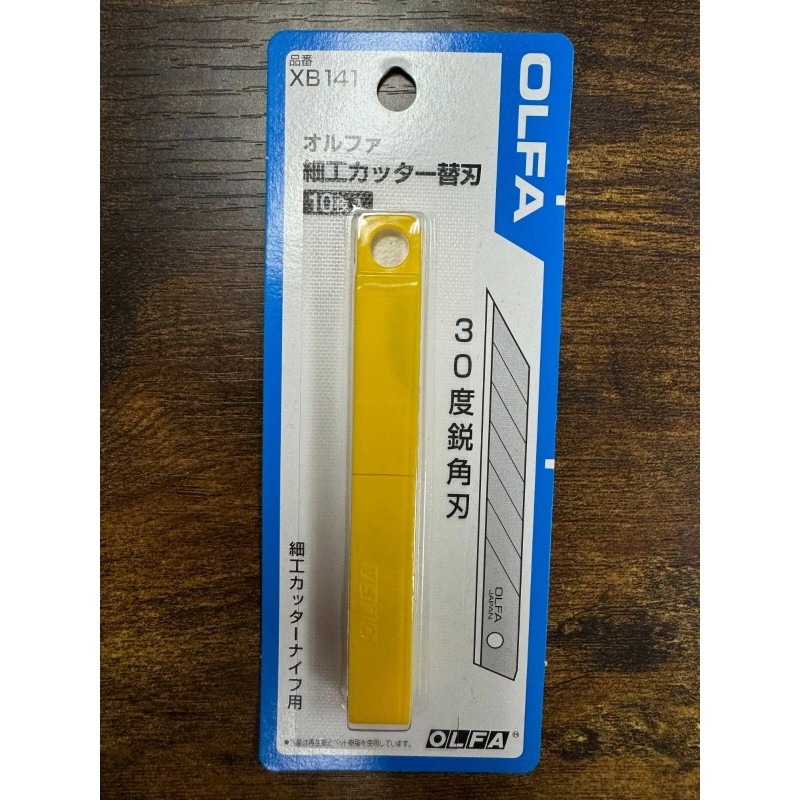 品番
XB141
オルファ
細工カッター替刃
10枚入
OLFA
30度鋭角刃
OLFA
JAPAN
OLFA
細工カッターナイフ用
OLFA®